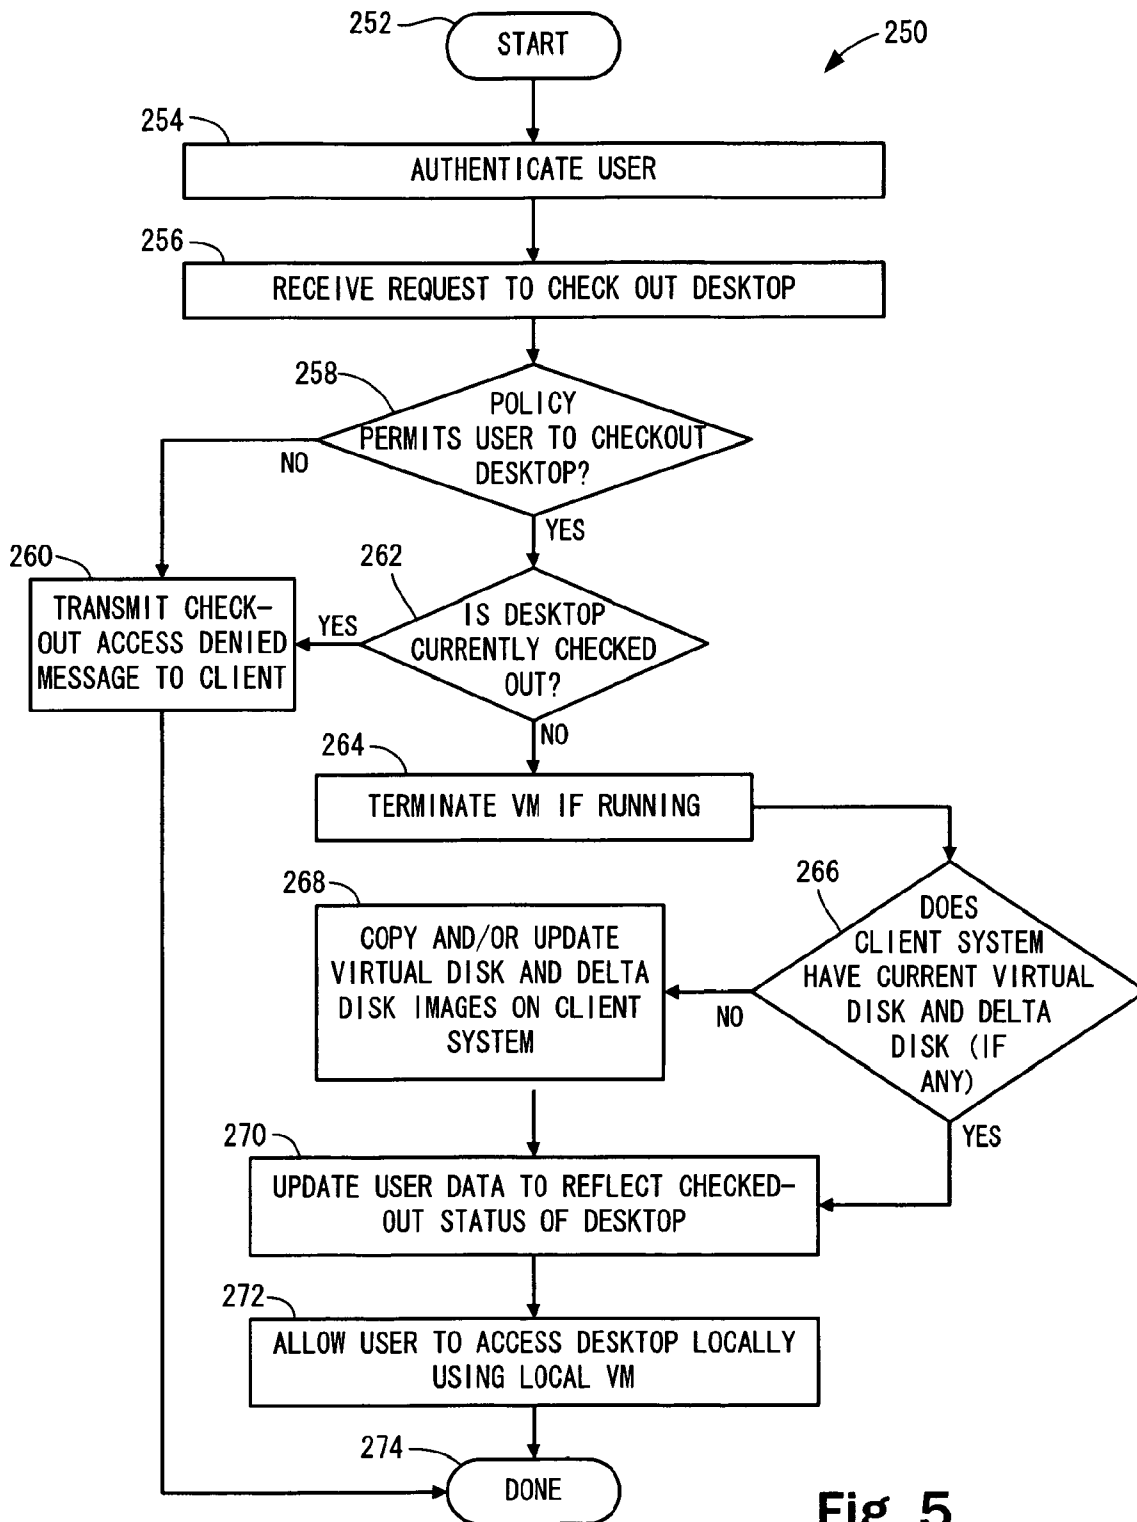 252
START
250
254
AUTHENTICATE USER
256
RECEIVE REQUEST TO CHECK OUT DESKTOP
258
POLICY
PERMITS USER TO CHECKOUT
DESKTOP?
NO
YES
260
TRANSMIT CHECK-
OUT ACCESS DENIED
MESSAGE TO CLIENT
262
YES
IS DESKTOP
CURRENTLY CHECKED
OUT?
NO
264
TERMINATE VM IF RUNNING
266
DOES
CLIENT SYSTEM
HAVE CURRENT VIRTUAL
DISK AND DELTA
DISK (IF
ANY)
NO
YES
268
COPY AND/OR UPDATE
VIRTUAL DISK AND DELTA
DISK IMAGES ON CLIENT
SYSTEM
270
UPDATE USER DATA TO REFLECT CHECKED-
OUT STATUS OF DESKTOP
272
ALLOW USER TO ACCESS DESKTOP LOCALLY
USING LOCAL VM
274
DONE
Fig. 5